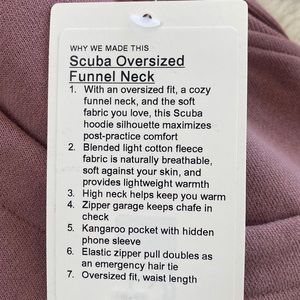 WHY WE MADE THIS
Scuba Oversized
Funnel Neck
1. With an oversized fit, a cozy
funnel neck, and the soft
fabric you love, this Scuba
hoodie silhouette maximizes
post-practice comfort
2. Blended light cotton fleece
fabric is naturally breathable,
soft against your skin, and
provides lightweight warmth
3. High neck helps keep you warm
4. Zipper garage keeps chafe in
check
5. Kangaroo pocket with hidden
phone sleeve
6. Elastic zipper pull doubles as
an emergency hair tie
7. Oversized fit, waist length